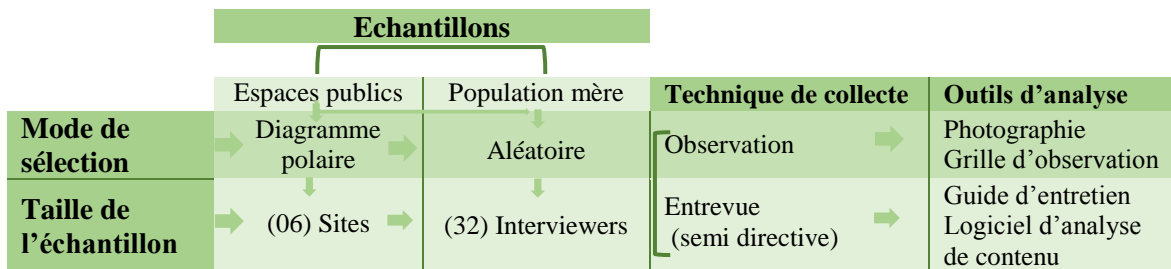 Echantillons
Espaces publics Population mère Technique de collecte Outils d'analyse
Mode de sélection
Diagramme polaire
Aléatoire
Observation
Photographie
Grille d'observation
Taille de l'échantillon
(06) Sites
(32) Interviewers
Entrevue
(semi directive)
Guide d'entretien
Logiciel d'analyse
de contenu